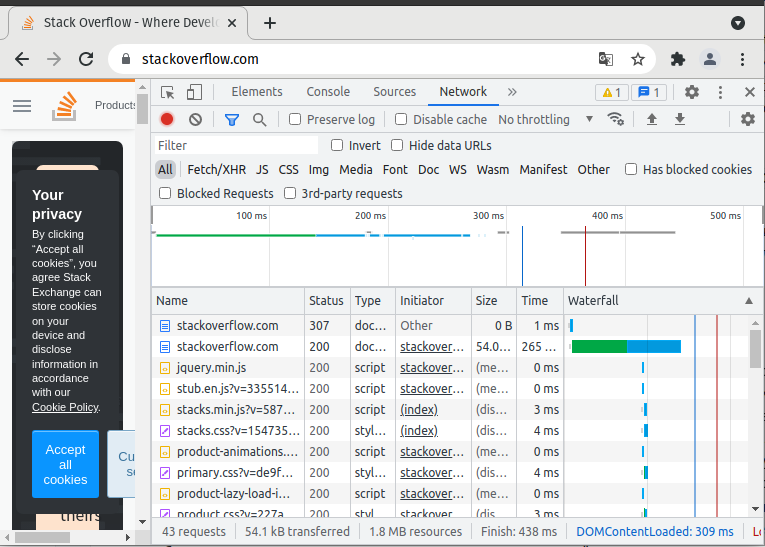 Stack Overflow - Where Devel
stackoverflow.com
Products
Elements Console Sources Network » 1 1
Preserve log Disable cache No throttling
Filter Invert Hide data URLs
All Fetch/XHR JS CSS Img Media Font Doc WS Wasm Manifest Other Has blocked cookies
Blocked Requests 3rd-party requests
100 ms 200 ms 300 ms 400 ms 500 ms
Your
privacy
By clicking
“Accept all
cookies”, you
agree Stack
Exchange can
store cookies
on your
device and
disclose
information in
accordance
with our
Cookie Policy.
Accept
all
cookies
Cu
se
theirs
Name Status Type Initiator Size Time Waterfall
stackoverflow.com 307 doc… Other 0 B 1 ms
stackoverflow.com 200 doc… stackover… 54.0… 265 …
jquery.min.js 200 script stackover… (me… 0 ms
stub.en.js?v=335514… 200 script stackover… (me… 0 ms
stacks.min.js?v=587… 200 script (index) (dis… 3 ms
stacks.css?v=154735… 200 styl… (index) (dis… 4 ms
product-animations.… 200 script stackover… (me… 0 ms
primary.css?v=de9f… 200 styl… stackover… (dis… 4 ms
product-lazy-load-i… 200 script stackover… (me… 0 ms
product.css?v=227a… 200 styl… stackover… (dis… 3 ms
43 requests 54.1 kB transferred 1.8 MB resources Finish: 438 ms DOMContentLoaded: 309 ms Lo